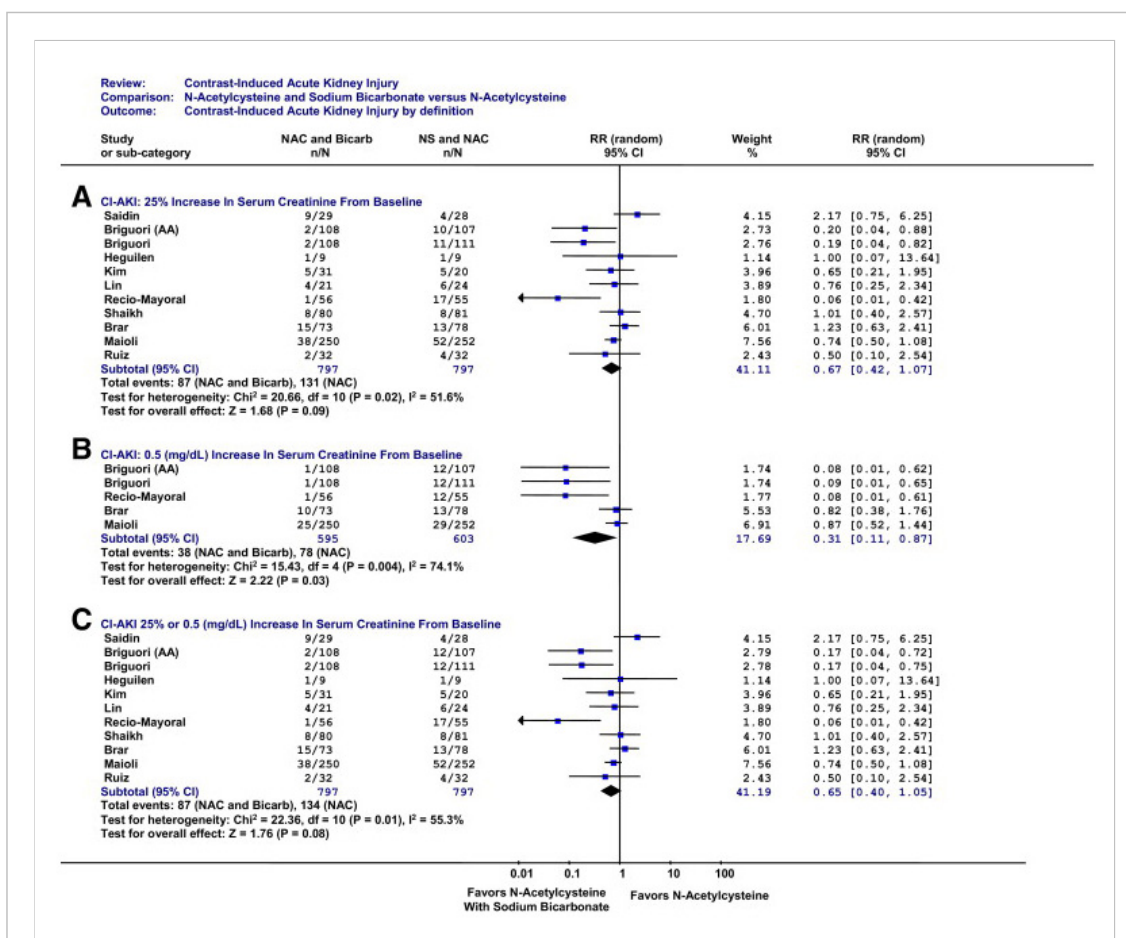 Review: Contrast-Induced Acute Kidney Injury
Comparison: N-Acetylcysteine and Sodium Bicarbonate versus N-Acetylcysteine
Outcome: Contrast-Induced Acute Kidney Injury by definition
Study NAC and Bicarb NS and NAC RR (random) Weight RR (random)
or sub-category n/N n/N 95% CI % 95% CI
A CI-AKI: 25% Increase In Serum Creatinine From Baseline
Saidin 9/29 4/28 4.15 2.17 [0.75, 6.25]
Briguori (AA) 2/108 10/107 2.73 0.20 [0.04, 0.88]
Briguori 2/108 11/111 2.76 0.19 [0.04, 0.82]
Heguilen 1/9 1/9 1.14 1.00 [0.07, 13.64]
Kim 5/31 5/20 3.96 0.65 [0.21, 1.95]
Lin 4/21 6/24 3.89 0.76 [0.25, 2.34]
Recio-Mayoral 1/56 17/55 1.80 0.06 [0.01, 0.42]
Shaikh 8/80 8/81 4.70 1.01 [0.40, 2.57]
Brar 15/73 13/78 6.01 1.23 [0.63, 2.41]
Maioli 38/250 52/252 7.56 0.74 [0.50, 1.08]
Ruiz 2/32 4/32 2.43 0.50 [0.10, 2.54]
Subtotal (95% CI) 797 797 41.11 0.67 [0.42, 1.07]
Total events: 87 (NAC and Bicarb), 131 (NAC)
Test for heterogeneity: Chi² = 20.66, df = 10 (P = 0.02), I² = 51.6%
Test for overall effect: Z = 1.68 (P = 0.09)
B CI-AKI: 0.5 (mg/dL) Increase In Serum Creatinine From Baseline
Briguori (AA) 1/108 12/107 1.74 0.08 [0.01, 0.62]
Briguori 1/108 12/111 1.74 0.09 [0.01, 0.65]
Recio-Mayoral 1/56 12/55 1.77 0.08 [0.01, 0.61]
Brar 10/73 13/78 5.53 0.82 [0.38, 1.76]
Maioli 25/250 29/252 6.91 0.87 [0.52, 1.44]
Subtotal (95% CI) 595 603 17.69 0.31 [0.11, 0.87]
Total events: 38 (NAC and Bicarb), 78 (NAC)
Test for heterogeneity: Chi² = 15.43, df = 4 (P = 0.004), I² = 74.1%
Test for overall effect: Z = 2.22 (P = 0.03)
C CI-AKI 25% or 0.5 (mg/dL) Increase In Serum Creatinine From Baseline
Saidin 9/29 4/28 4.15 2.17 [0.75, 6.25]
Briguori (AA) 2/108 12/107 2.79 0.17 [0.04, 0.72]
Briguori 2/108 12/111 2.78 0.17 [0.04, 0.75]
Heguilen 1/9 1/9 1.14 1.00 [0.07, 13.64]
Kim 5/31 5/20 3.96 0.65 [0.21, 1.95]
Lin 4/21 6/24 3.89 0.76 [0.25, 2.34]
Recio-Mayoral 1/56 17/55 1.80 0.06 [0.01, 0.42]
Shaikh 8/80 8/81 4.70 1.01 [0.40, 2.57]
Brar 15/73 13/78 6.01 1.23 [0.63, 2.41]
Maioli 38/250 52/252 7.56 0.74 [0.50, 1.08]
Ruiz 2/32 4/32 2.43 0.50 [0.10, 2.54]
Subtotal (95% CI) 797 797 41.19 0.65 [0.40, 1.05]
Total events: 87 (NAC and Bicarb), 134 (NAC)
Test for heterogeneity: Chi² = 22.36, df = 10 (P = 0.01), I² = 55.3%
Test for overall effect: Z = 1.76 (P = 0.08)
0.01 0.1 1 10 100
Favors N-Acetylcysteine Favors N-Acetylcysteine
With Sodium Bicarbonate